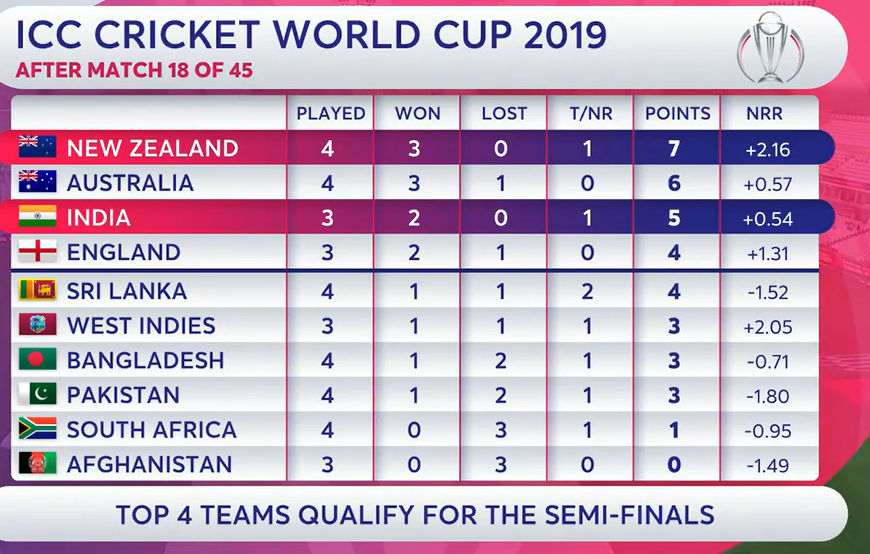 ICC CRICKET WORLD CUP 2019
AFTER MATCH 18 OF 45
PLAYED WON LOST T/NR POINTS NRR
NEW ZEALAND 4 3 0 1 7 +2.16
AUSTRALIA 4 3 1 0 6 +0.57
INDIA 3 2 0 1 5 +0.54
ENGLAND 3 2 1 0 4 +1.31
SRI LANKA 4 1 1 2 4 -1.52
WEST INDIES 3 1 1 1 3 +2.05
BANGLADESH 4 1 2 1 3 -0.71
PAKISTAN 4 1 2 1 3 -1.80
SOUTH AFRICA 4 0 3 1 1 -0.95
AFGHANISTAN 3 0 3 0 0 -1.49
TOP 4 TEAMS QUALIFY FOR THE SEMI-FINALS